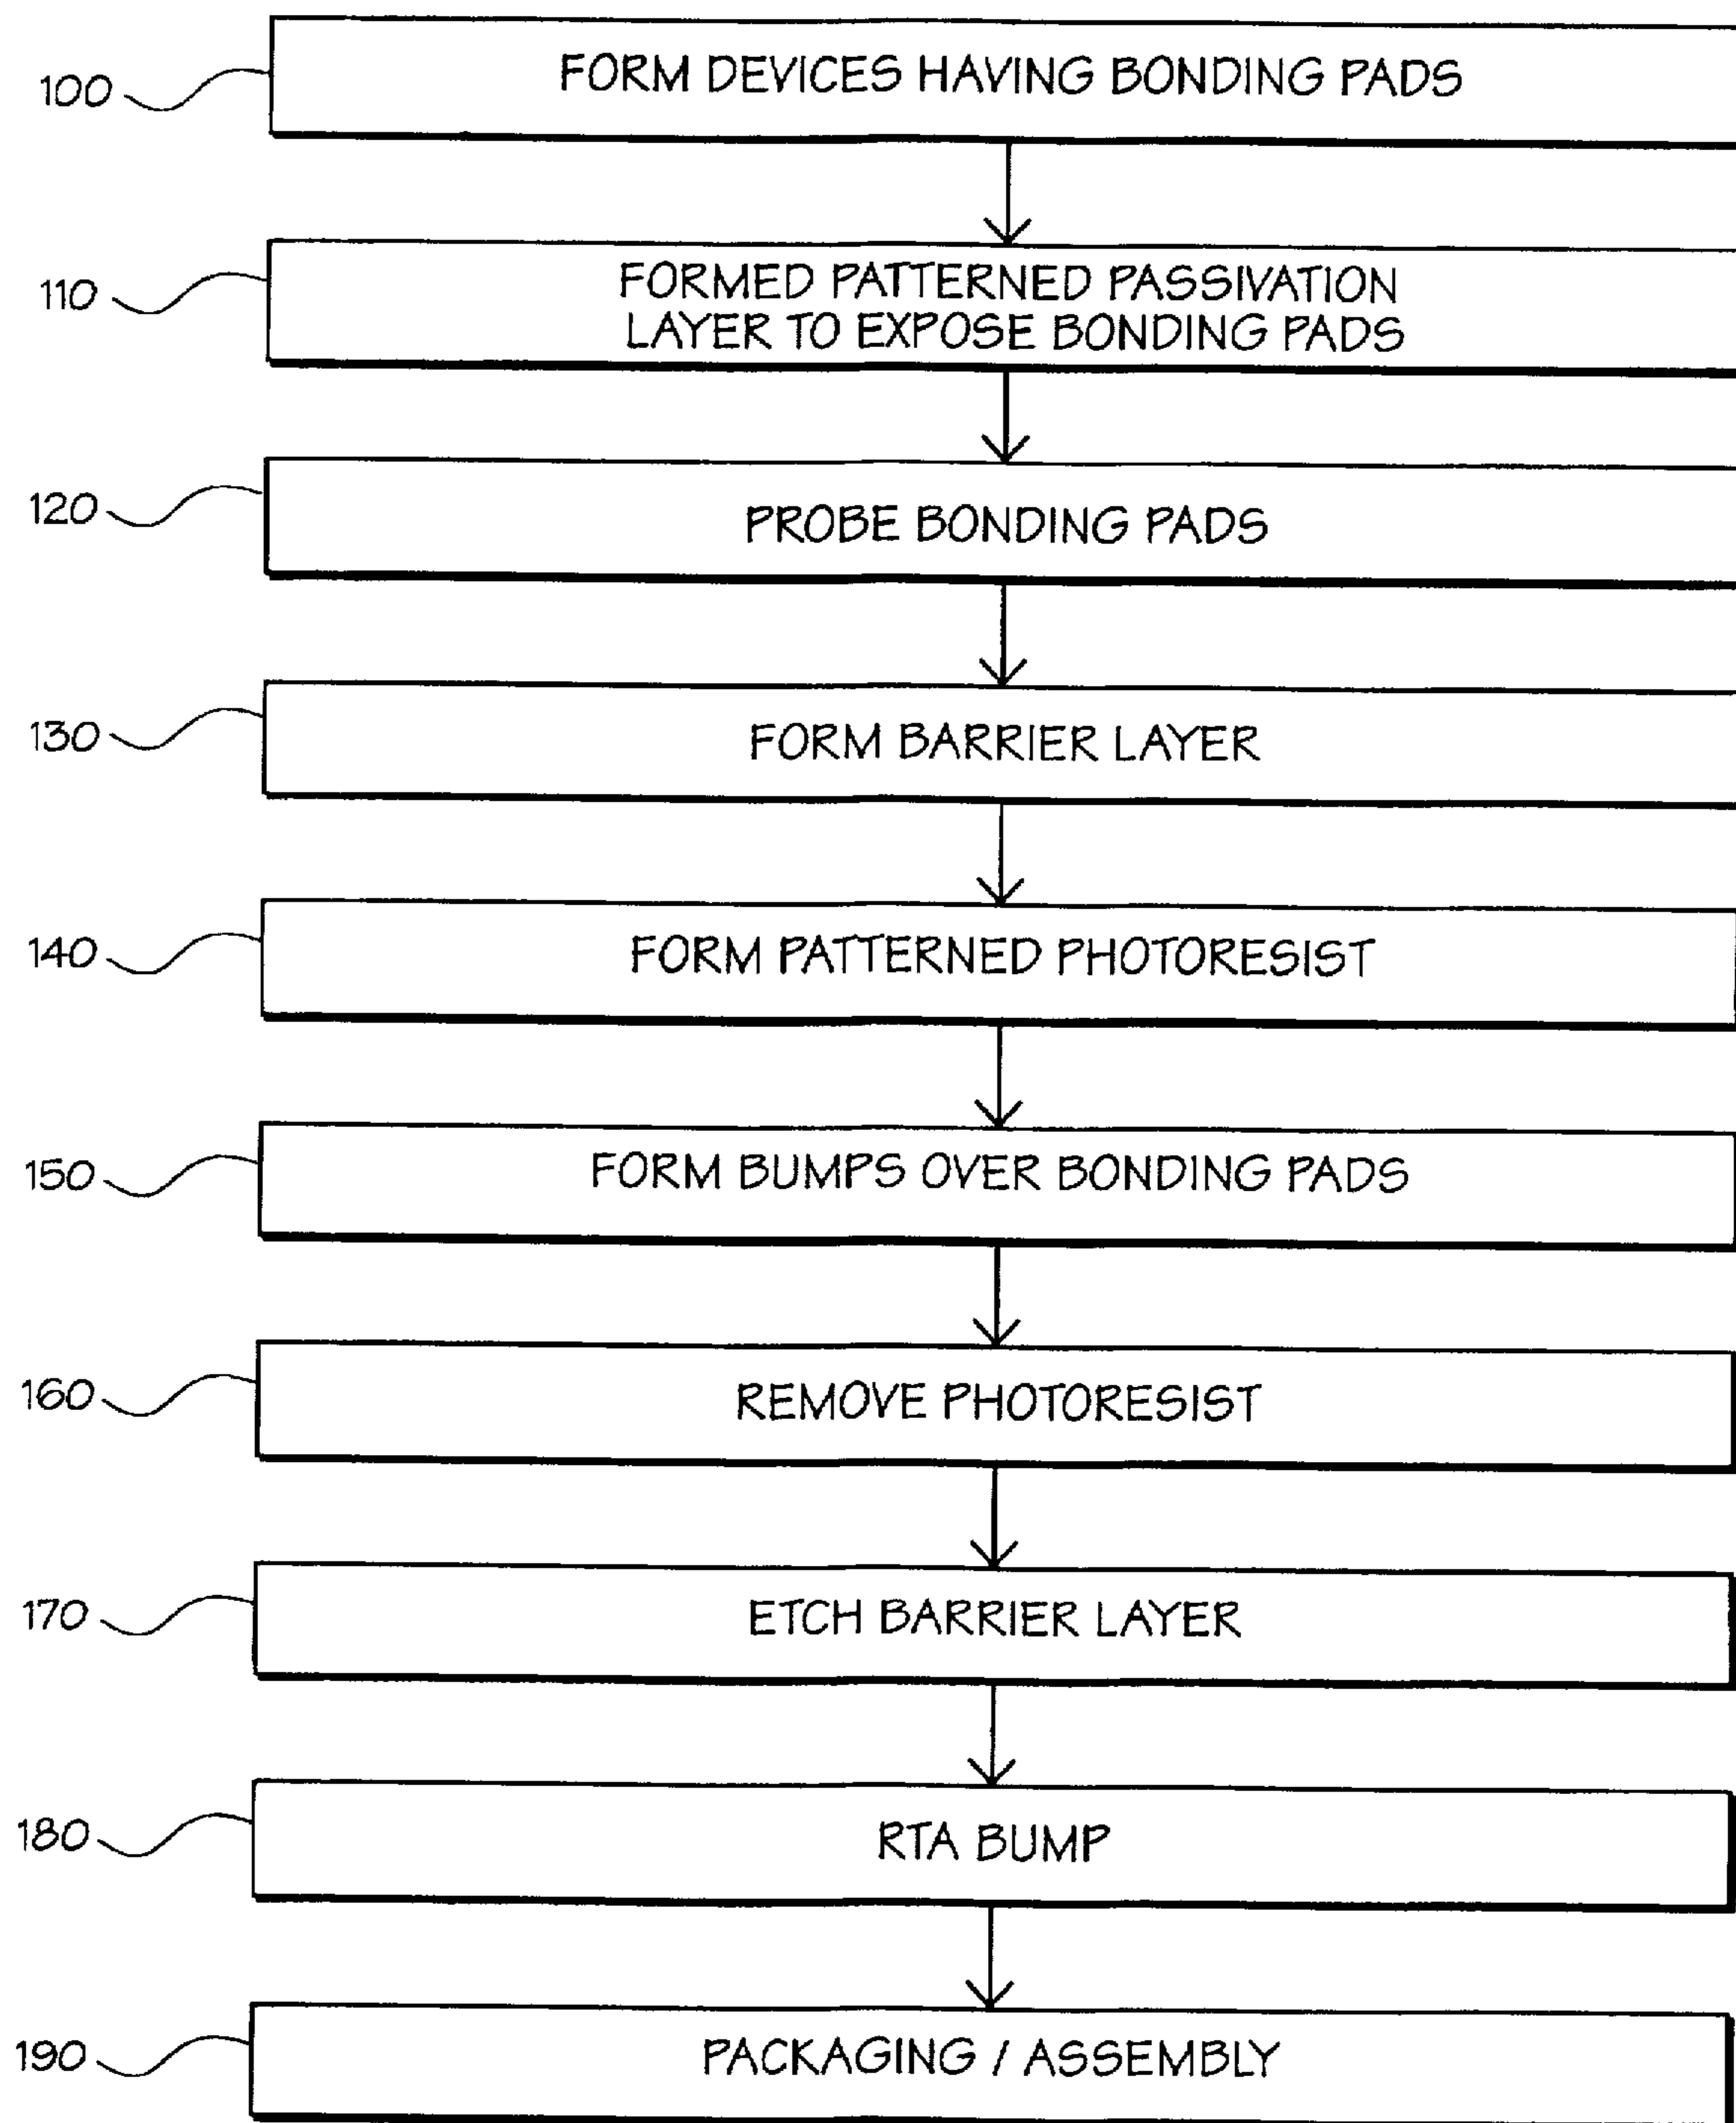 100 FORM DEVICES HAVING BONDING PADS
110 FORMED PATTERNED PASSIVATION
LAYER TO EXPOSE BONDING PADS
120 PROBE BONDING PADS
130 FORM BARRIER LAYER
140 FORM PATTERNED PHOTORESIST
150 FORM BUMPS OVER BONDING PADS
160 REMOVE PHOTORESIST
170 ETCH BARRIER LAYER
180 RTA BUMP
190 PACKAGING / ASSEMBLY